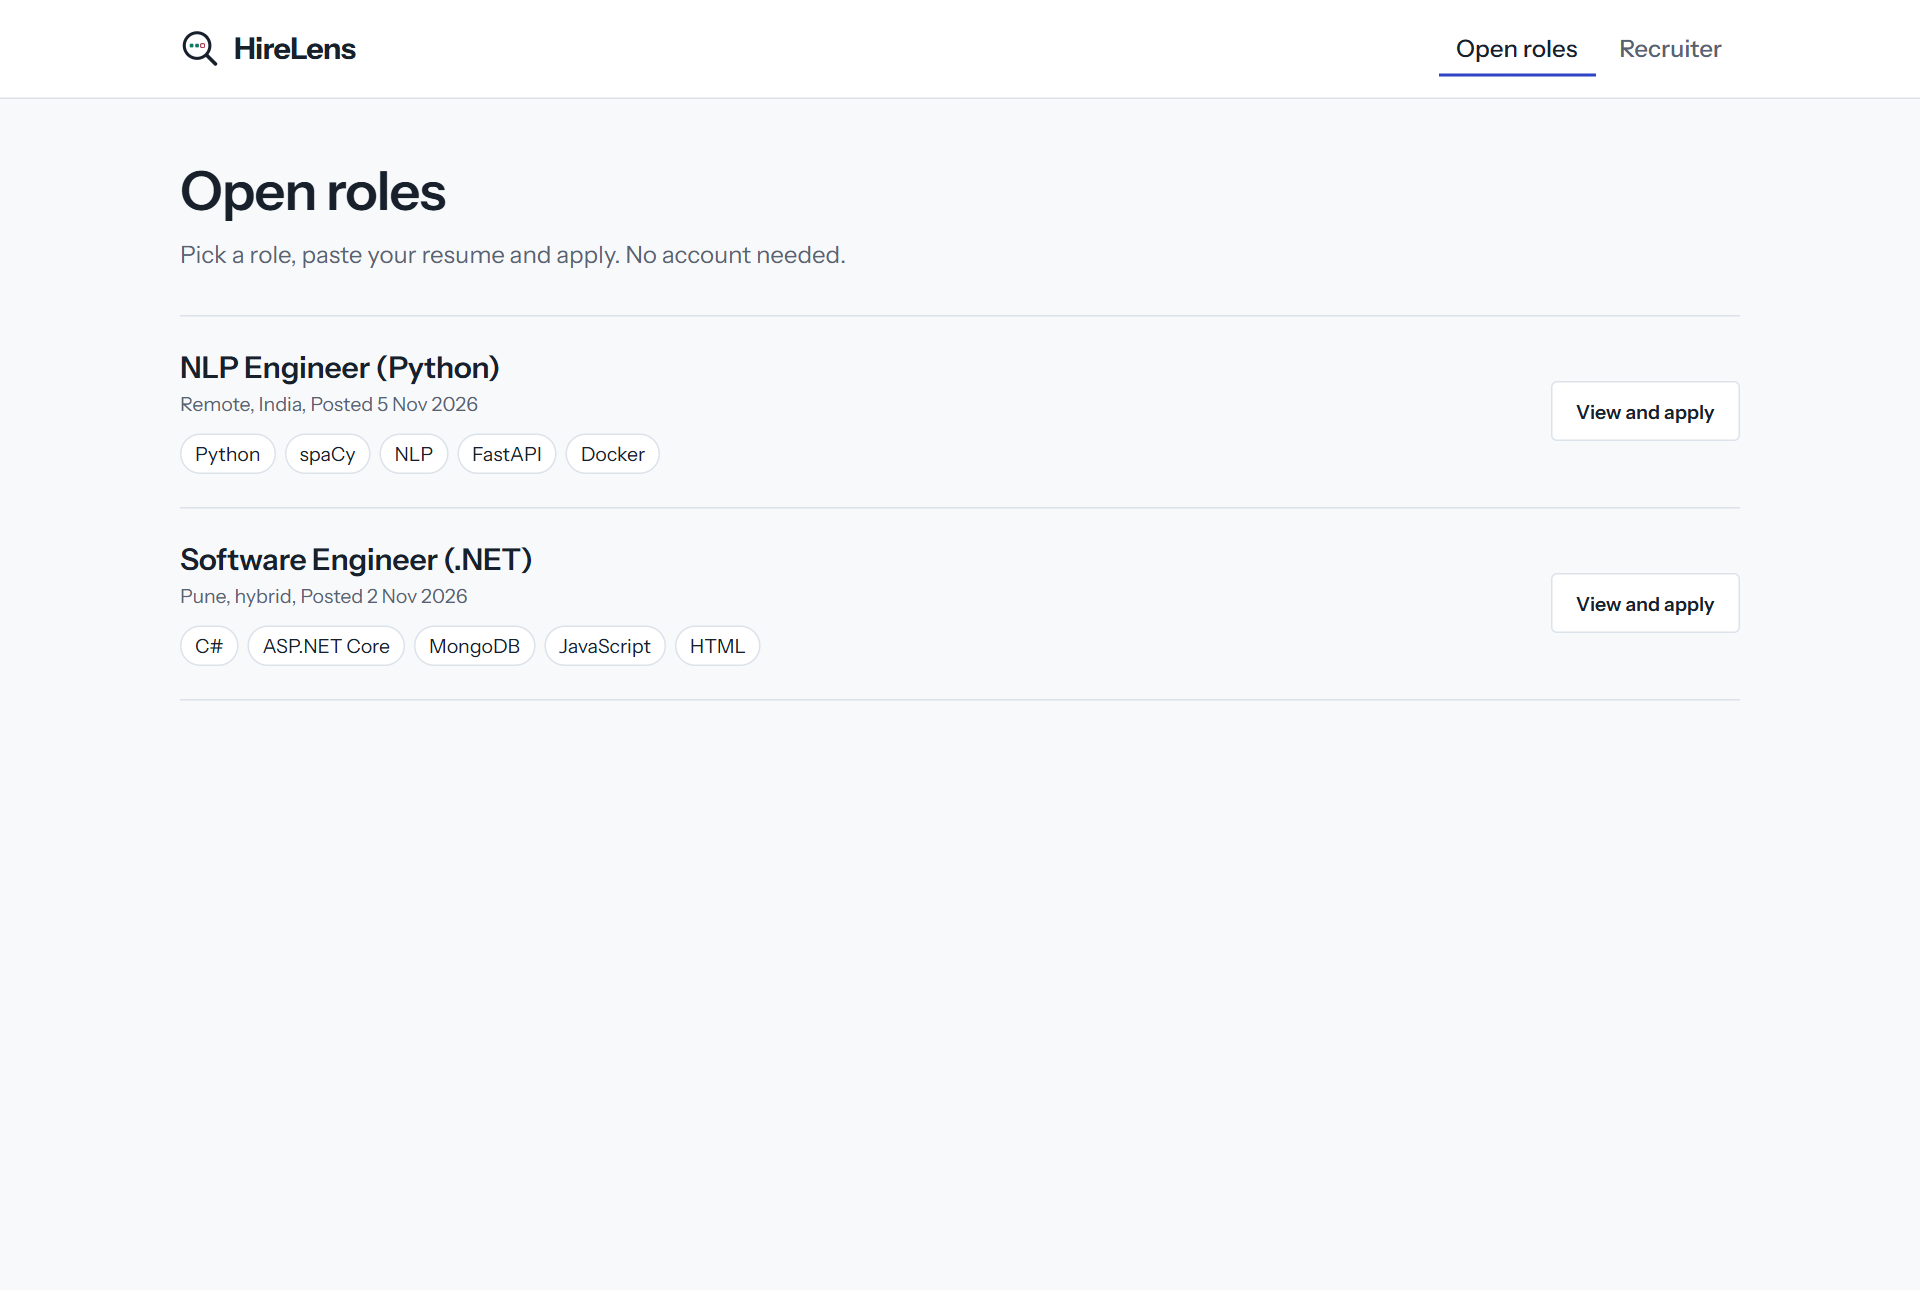 HireLens
Open roles Recruiter
Open roles
Pick a role, paste your resume and apply. No account needed.
NLP Engineer (Python)
Remote, India, Posted 5 Nov 2026
Python spaCy NLP FastAPI Docker
View and apply
Software Engineer (.NET)
Pune, hybrid, Posted 2 Nov 2026
C# ASP.NET Core MongoDB JavaScript HTML
View and apply